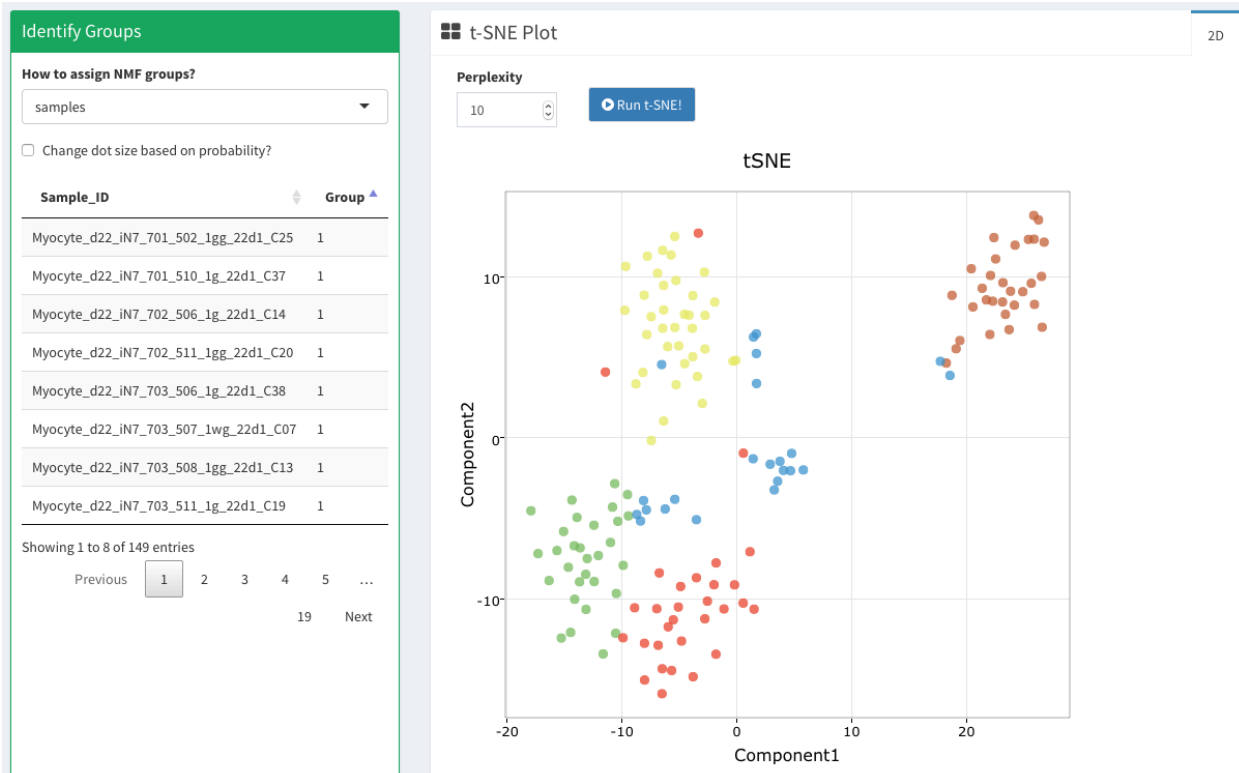 Identify Groups
How to assign NMF groups?
samples
Change dot size based on probability?
Sample_ID Group
Myocyte_d22_iN7_701_502_1gg_22d1_C25 1
Myocyte_d22_iN7_701_510_1g_22d1_C37 1
Myocyte_d22_iN7_702_506_1g_22d1_C14 1
Myocyte_d22_iN7_702_511_1gg_22d1_C20 1
Myocyte_d22_iN7_703_506_1g_22d1_C38 1
Myocyte_d22_iN7_703_507_1wg_22d1_C07 1
Myocyte_d22_iN7_703_508_1gg_22d1_C13 1
Myocyte_d22_iN7_703_511_1g_22d1_C19 1
Showing 1 to 8 of 149 entries
Previous 1 2 3 4 5 …
19 Next
t-SNE Plot
2D
Perplexity
10
Run t-SNE!
tSNE
10
0
-10
Component2
-20 -10 0 10 20
Component1